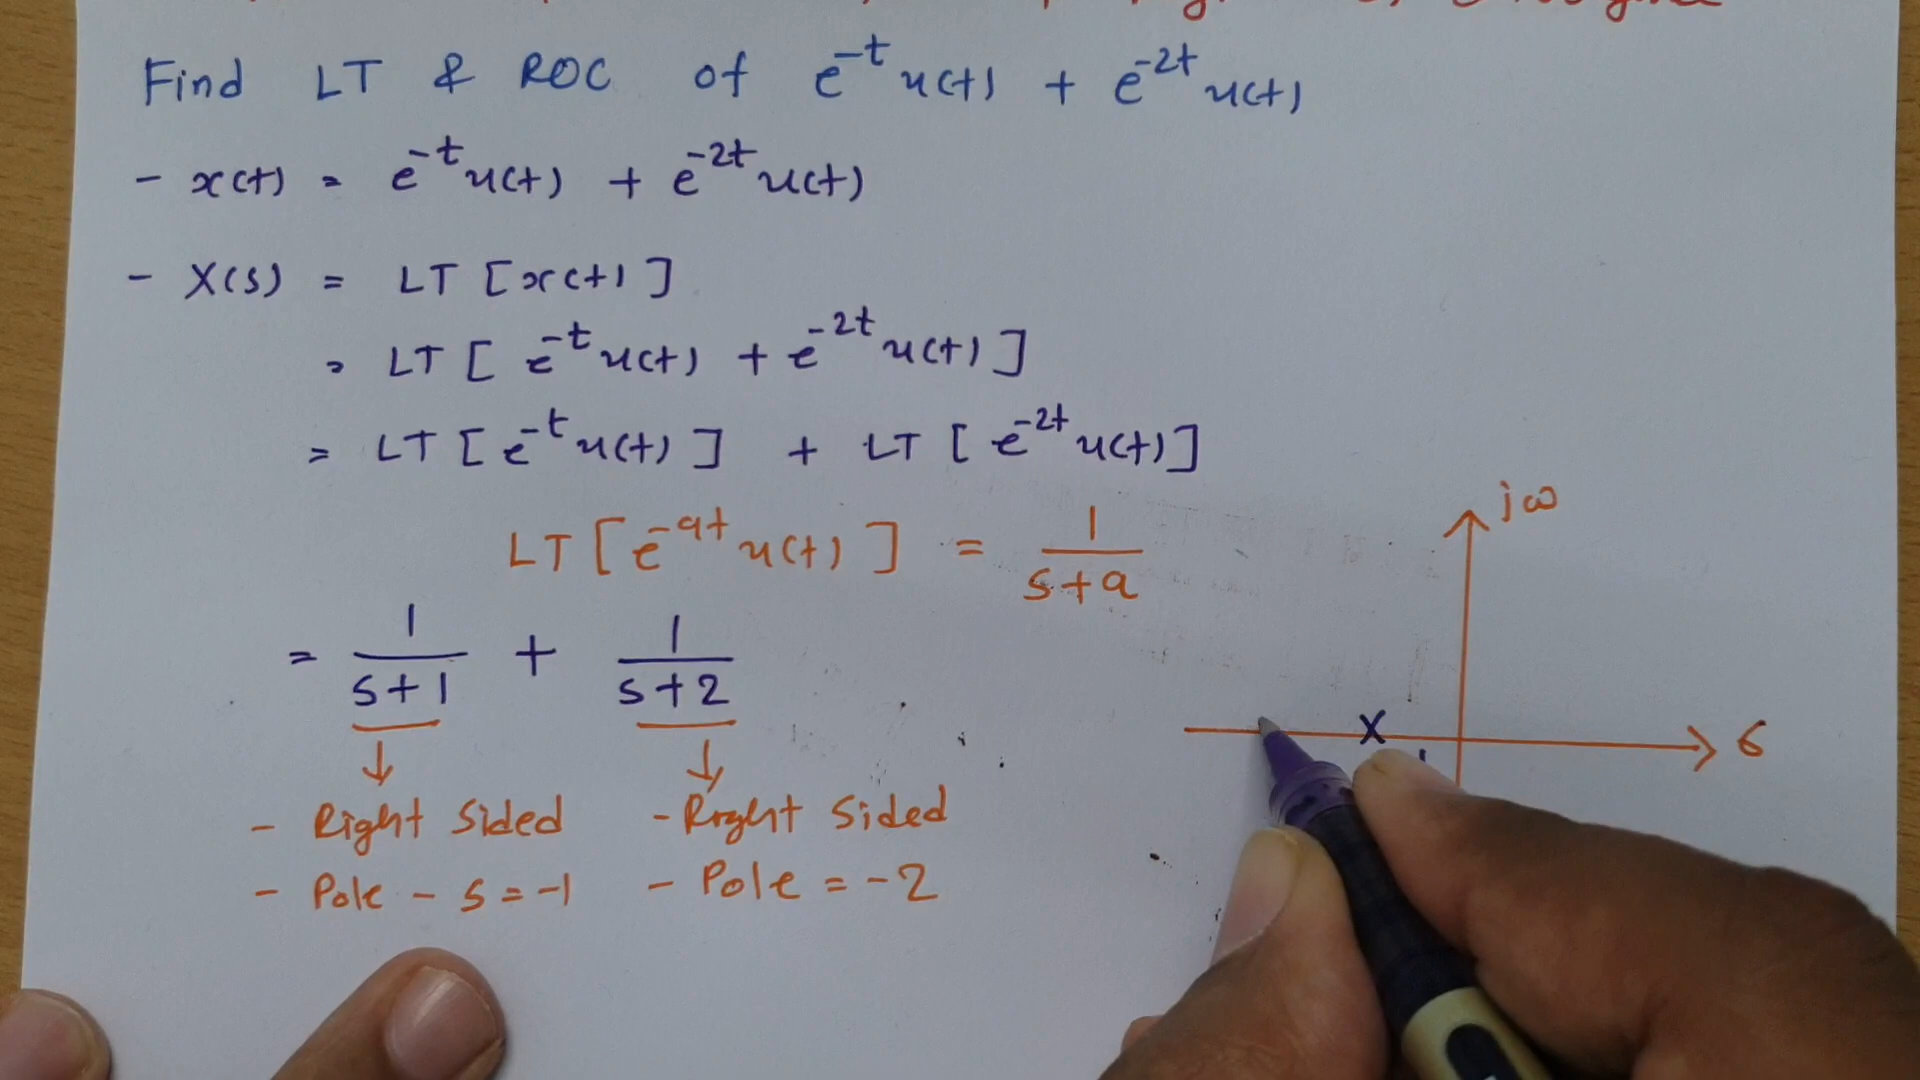 Find LT & ROC of e^-t u(t) + e^-2t u(t)
- x(t) = e^-t u(t) + e^-2t u(t)
- X(s) = LT [x(t)]
= LT [e^-t u(t) + e^-2t u(t)]
= LT [e^-t u(t)] + LT [e^-2t u(t)]
LT [e^-at u(t)] = 1/(s+a)
jω
= 1/(s+1) + 1/(s+2)
X
σ
- Right Sided - Right Sided
- Pole - s = -1 - Pole = -2